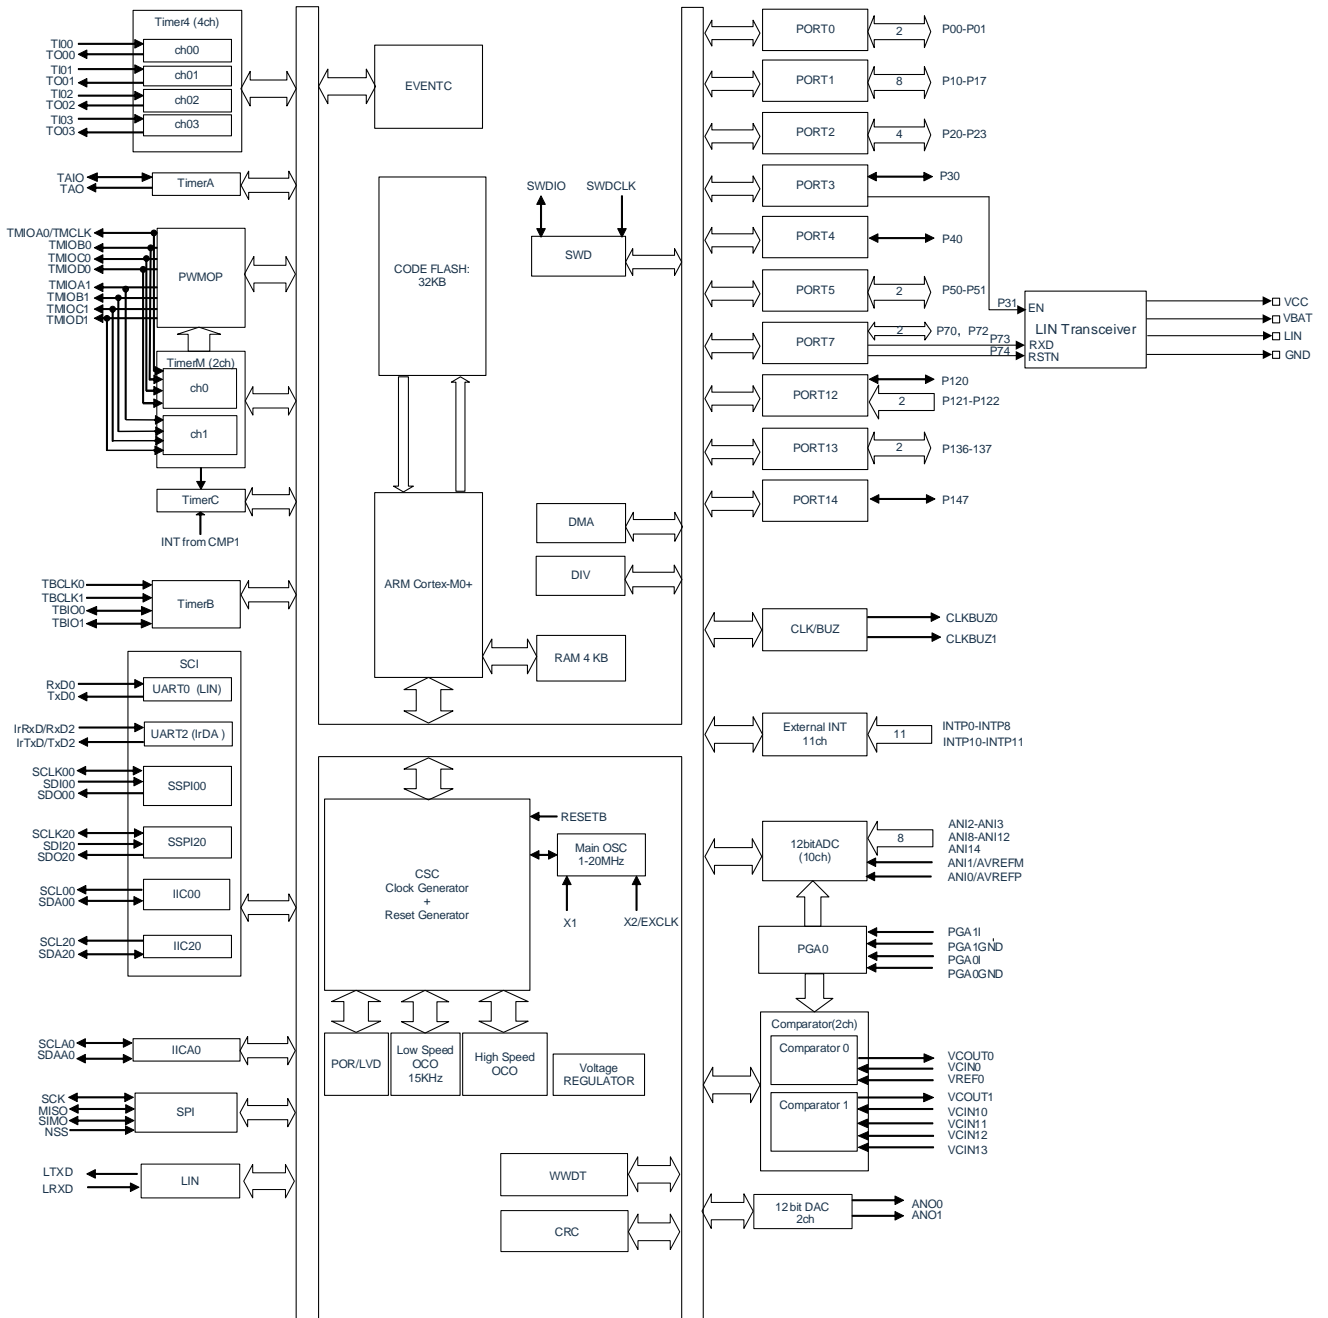 Timer4 (4ch)
TI00
TO00
ch00
TI01
TO01
ch01
TI02
TO02
ch02
TI03
TO03
ch03
TAIO
TAO
TimerA
TMIOA0/TMCLK
TMIOB0
TMIOC0
TMIOD0
TMIOA1
TMIOB1
TMIOC1
TMIOD1
PWMOP
TimerM (2ch)
ch0
ch1
TimerC
INT from CMP1
TBCLK0
TBCLK1
TBIO0
TBIO1
TimerB
SCI
RxD0
TxD0
UART0 (LIN)
IrRxD/RxD2
IrTxD/TxD2
UART2 (IrDA )
SCLK00
SDI00
SDO00
SSPI00
SCLK20
SDI20
SDO20
SSPI20
SCL00
SDA00
IIC00
SCL20
SDA20
IIC20
SCLA0
SDAA0
IICA0
SCK
MISO
SIMO
NSS
SPI
LTXD
LRXD
LIN
EVENTC
CODE FLASH:
32KB
SWDIO
SWDCLK
SWD
ARM Cortex-M0+
DMA
DIV
RAM 4 KB
CSC
Clock Generator
+
Reset Generator
RESETB
Main OSC
1-20MHz
X1
X2/EXCLK
POR/LVD
Low Speed
OCO
15KHz
High Speed
OCO
Voltage
REGULATOR
WWDT
CRC
PORT0
2
P00-P01
PORT1
8
P10-P17
PORT2
4
P20-P23
PORT3
P30
PORT4
P40
PORT5
2
P50-P51
P31
PORT7
2
P70, P72
P73
P74
EN
RXD
RSTN
LIN Transceiver
VCC
VBAT
LIN
GND
PORT12
P120
2
P121-P122
PORT13
2
P136-137
PORT14
P147
CLK/BUZ
CLKBUZ0
CLKBUZ1
External INT
11ch
11
INTP0-INTP8
INTP10-INTP11
12bitADC
(10ch)
8
ANI2-ANI3
ANI8-ANI12
ANI14
ANI1/AVREFM
ANI0/AVREFP
PGA0
PGA1I
PGA1GND
PGA0I
PGA0GND
Comparator(2ch)
Comparator 0
VCOUT0
VCIN0
VREF0
Comparator 1
VCOUT1
VCIN10
VCIN11
VCIN12
VCIN13
12 bit DAC
2ch
ANO0
ANO1